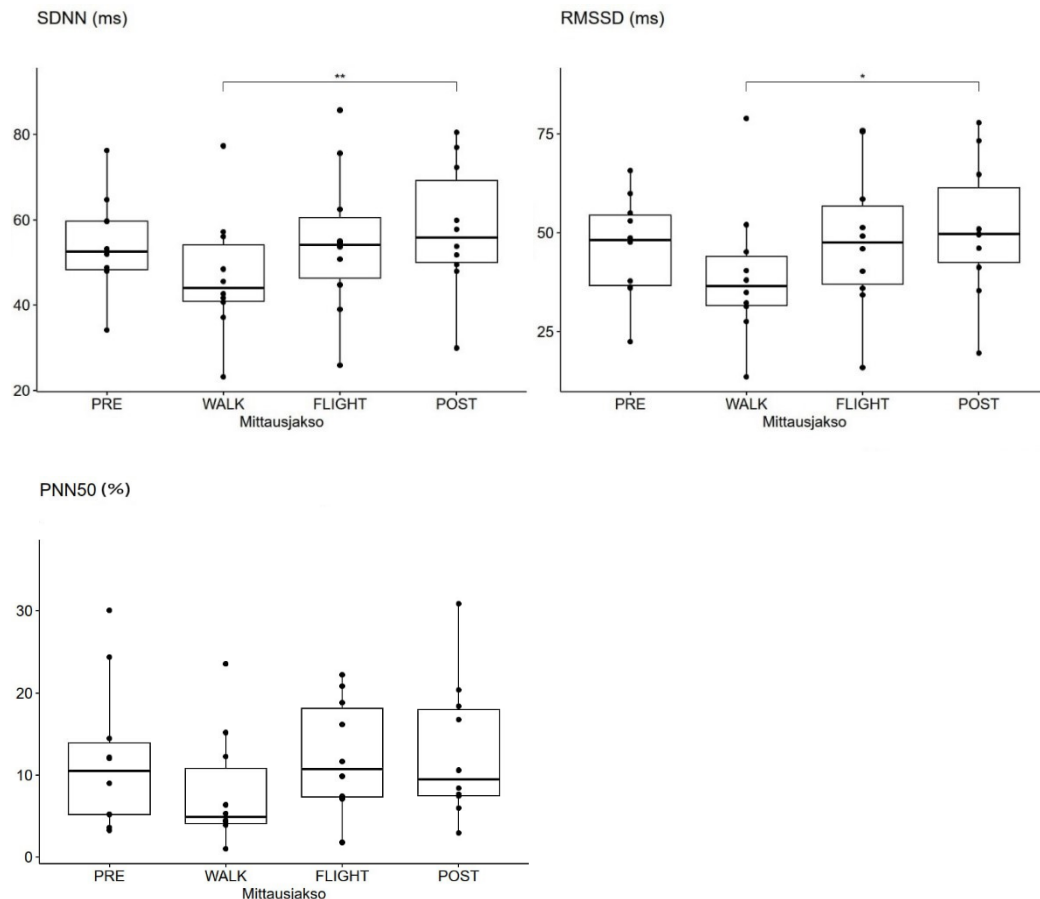 SDNN (ms)
**
80
60
40
20
PRE WALK FLIGHT POST
Mittausjakso
RMSSD (ms)
*
75
50
25
PRE WALK FLIGHT POST
Mittausjakso
PNN50 (%)
30
20
10
0
PRE WALK FLIGHT POST
Mittausjakso